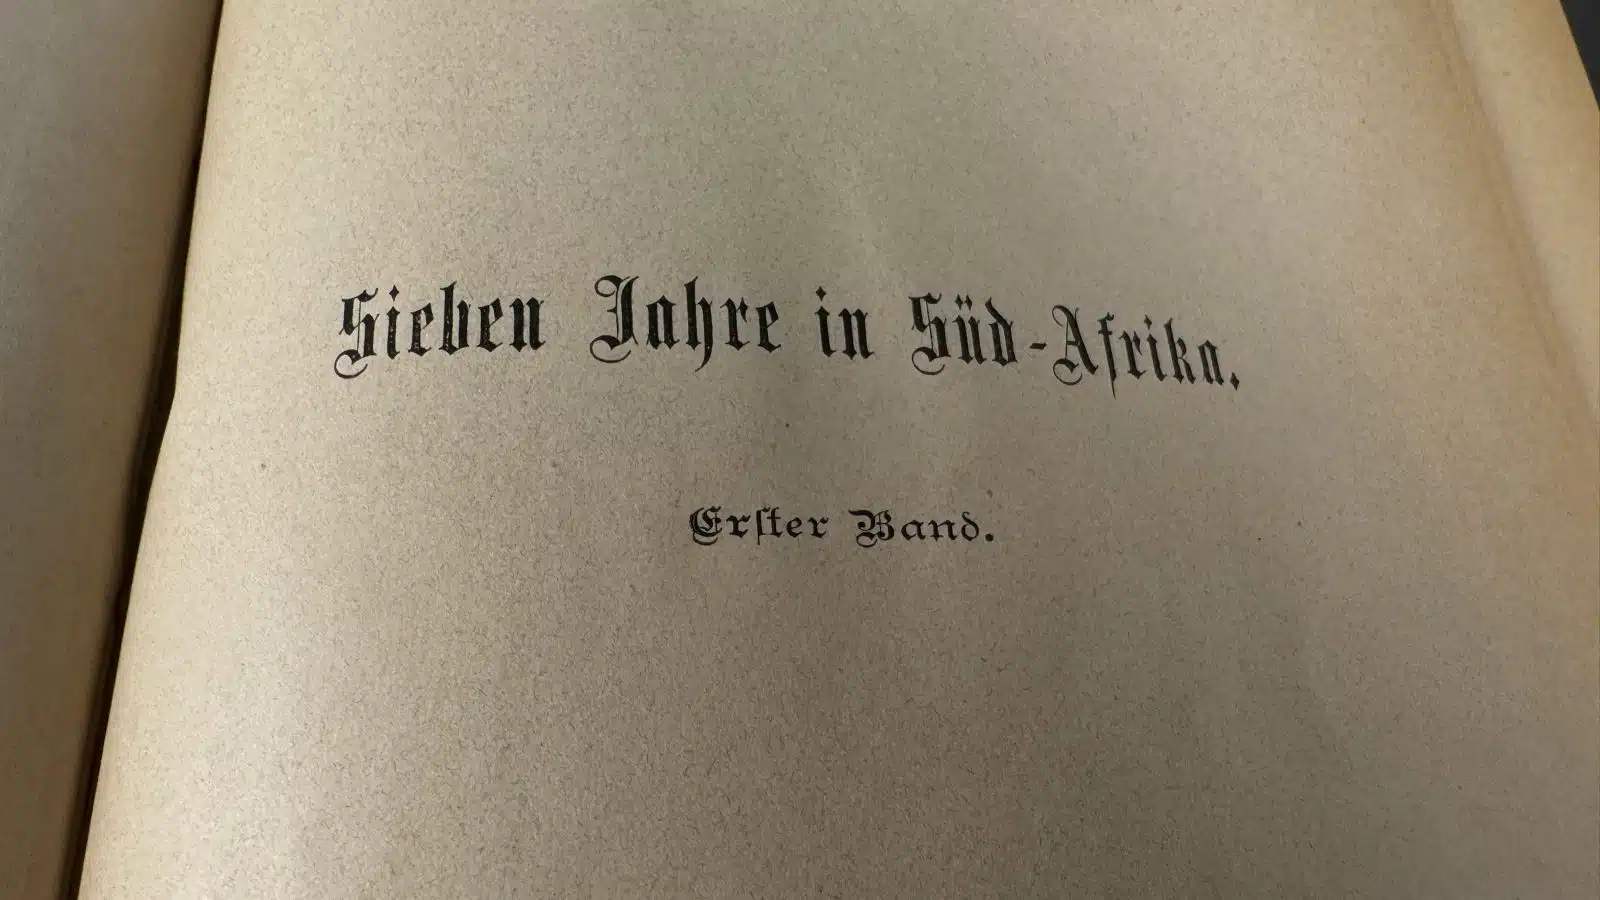 Sieben Jahre in Süd-Afrika.
Erſter Band.